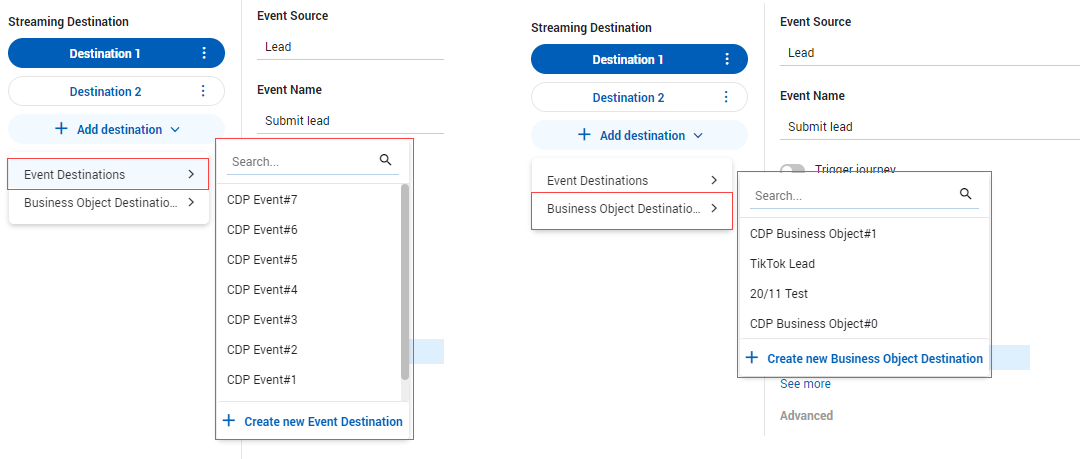 Streaming Destination
Destination 1
Destination 2
Add destination
Event Destinations
Business Object Destinatio...
Event Source
Lead
Event Name
Submit lead
Search...
CDP Event#7
CDP Event#6
CDP Event#5
CDP Event#4
CDP Event#3
CDP Event#2
CDP Event#1
Create new Event Destination
Streaming Destination
Destination 1
Destination 2
Add destination
Event Destinations
Business Object Destinatio...
Event Source
Lead
Event Name
Submit lead
Trigger journey
Search...
CDP Business Object#1
TikTok Lead
20/11 Test
CDP Business Object#0
Create new Business Object Destination
See more
Advanced